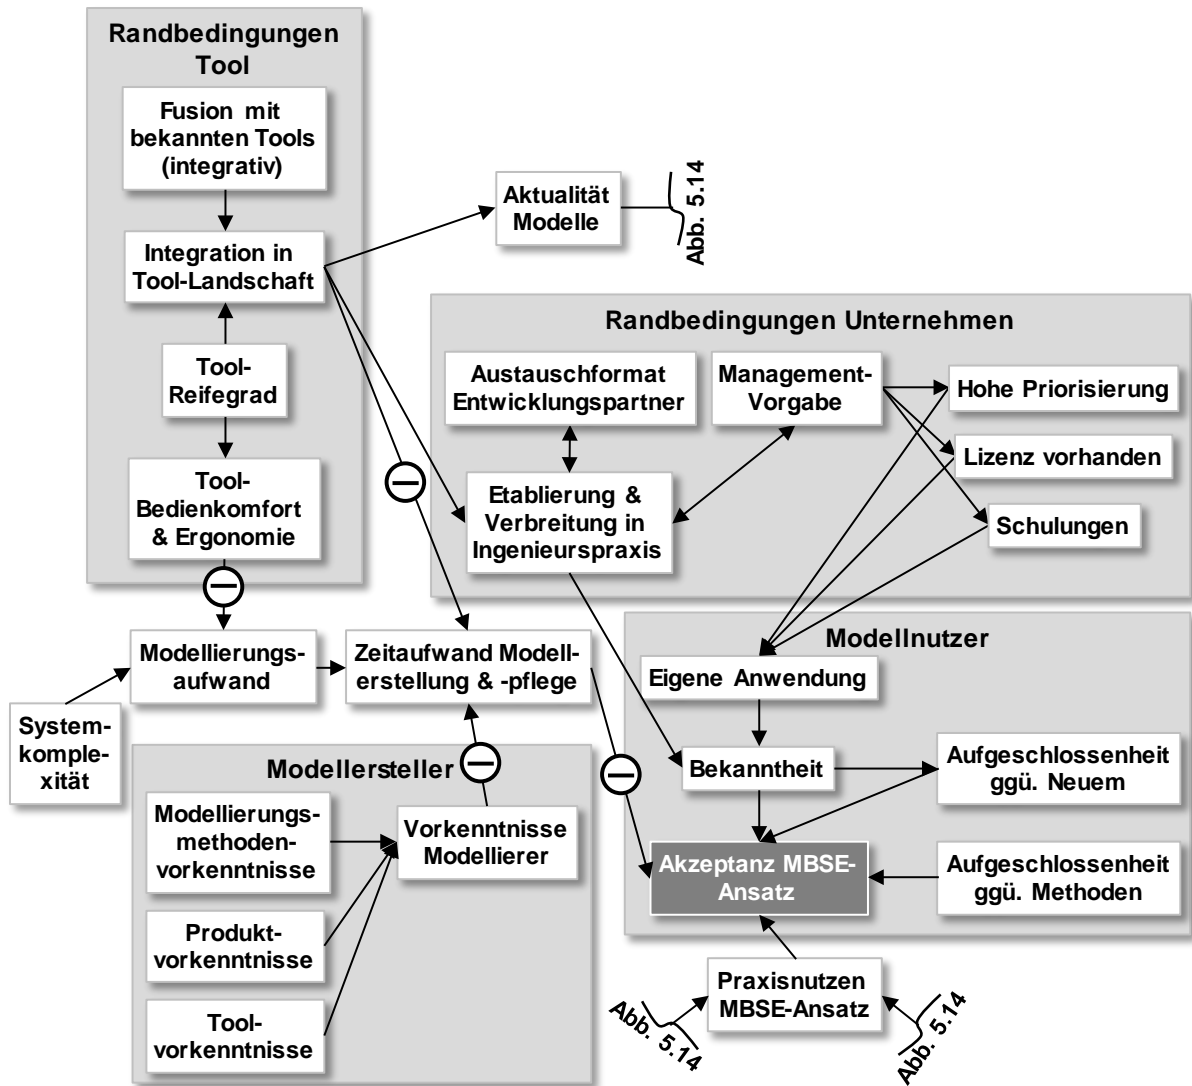 Randbedingungen
Tool
Fusion mit
bekannten Tools
(integrativ)
Integration in
Tool-Landschaft
Tool-
Reifegrad
Tool-
Bedienkomfort
& Ergonomie
Aktualität
Modelle
Abb. 5.14
Randbedingungen Unternehmen
Austauschformat
Entwicklungspartner
Management-
Vorgabe
Hohe Priorisierung
Lizenz vorhanden
Schulungen
Etablierung &
Verbreitung in
Ingenieurspraxis
Modellierungs-
aufwand
Zeitaufwand Modell-
erstellung & -pflege
System-
komple-
xität
Modellnutzer
Eigene Anwendung
Bekanntheit
Aufgeschlossenheit
ggü. Neuem
Akzeptanz MBSE-
Ansatz
Aufgeschlossenheit
ggü. Methoden
Modellersteller
Modellierungs-
methoden-
vorkenntnisse
Vorkenntnisse
Modellierer
Produkt-
vorkenntnisse
Tool-
vorkenntnisse
Praxisnutzen
MBSE-Ansatz
Abb. 5.14
Abb. 5.14